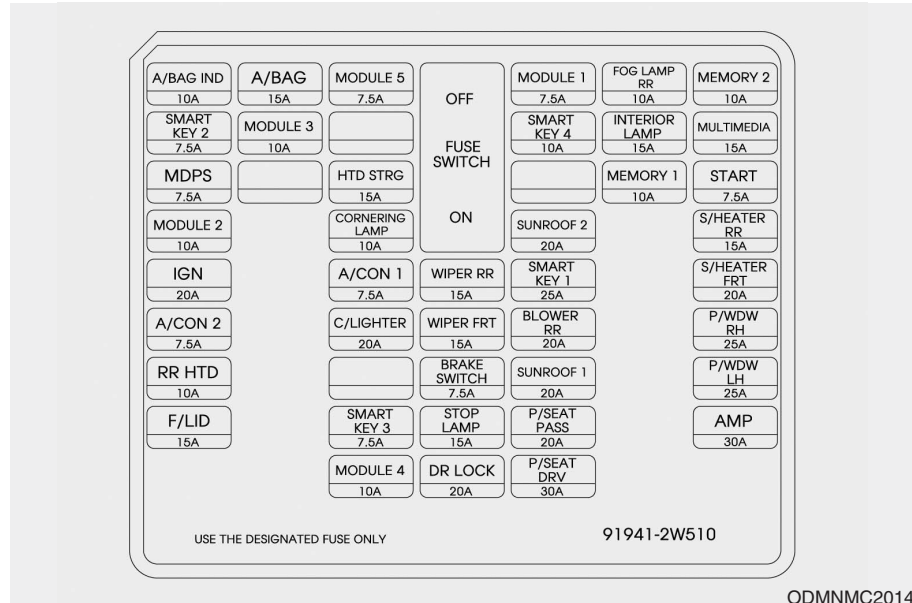 A/BAG IND
10A
A/BAG
15A
MODULE 5
7.5A
OFF
FUSE
SWITCH
ON
MODULE 1
7.5A
FOG LAMP
RR
10A
MEMORY 2
10A
SMART
KEY 2
7.5A
MODULE 3
10A
SMART
KEY 4
10A
INTERIOR
LAMP
15A
MULTIMEDIA
15A
MDPS
7.5A
HTD STRG
15A
MEMORY 1
10A
START
7.5A
MODULE 2
10A
CORNERING
LAMP
10A
SUNROOF 2
20A
S/HEATER
RR
15A
IGN
20A
A/CON 1
7.5A
WIPER RR
15A
SMART
KEY 1
25A
S/HEATER
FRT
20A
A/CON 2
7.5A
C/LIGHTER
20A
WIPER FRT
15A
BLOWER
RR
20A
P/WDW
RH
25A
RR HTD
10A
BRAKE
SWITCH
7.5A
SUNROOF 1
20A
P/WDW
LH
25A
F/LID
15A
SMART
KEY 3
7.5A
STOP
LAMP
15A
P/SEAT
PASS
20A
AMP
30A
MODULE 4
10A
DR LOCK
20A
P/SEAT
DRV
30A
USE THE DESIGNATED FUSE ONLY
91941-2W510
ODMNMC2014